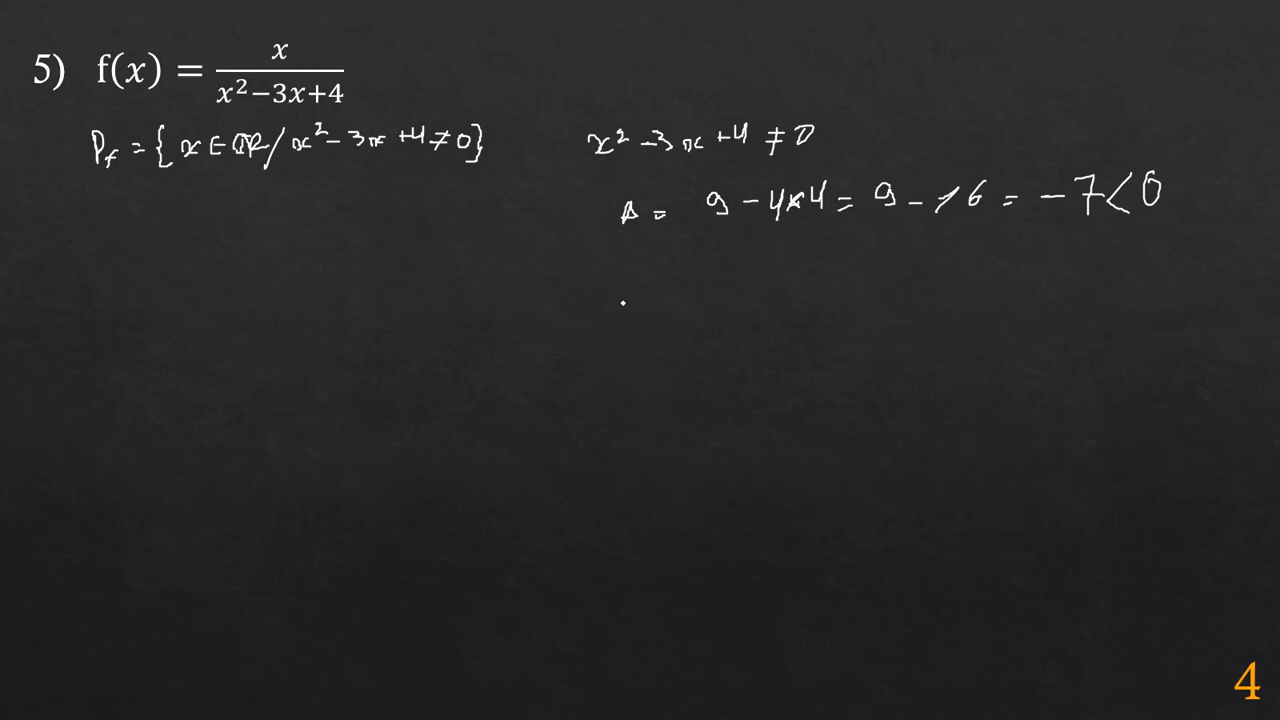 5) f(x) = x / (x² − 3x + 4)
D_f = { x ∈ ℝ / x² − 3x + 4 ≠ 0 }
x² − 3x + 4 ≠ 0
Δ = 9 − 4×4 = 9 − 16 = −7 < 0
4